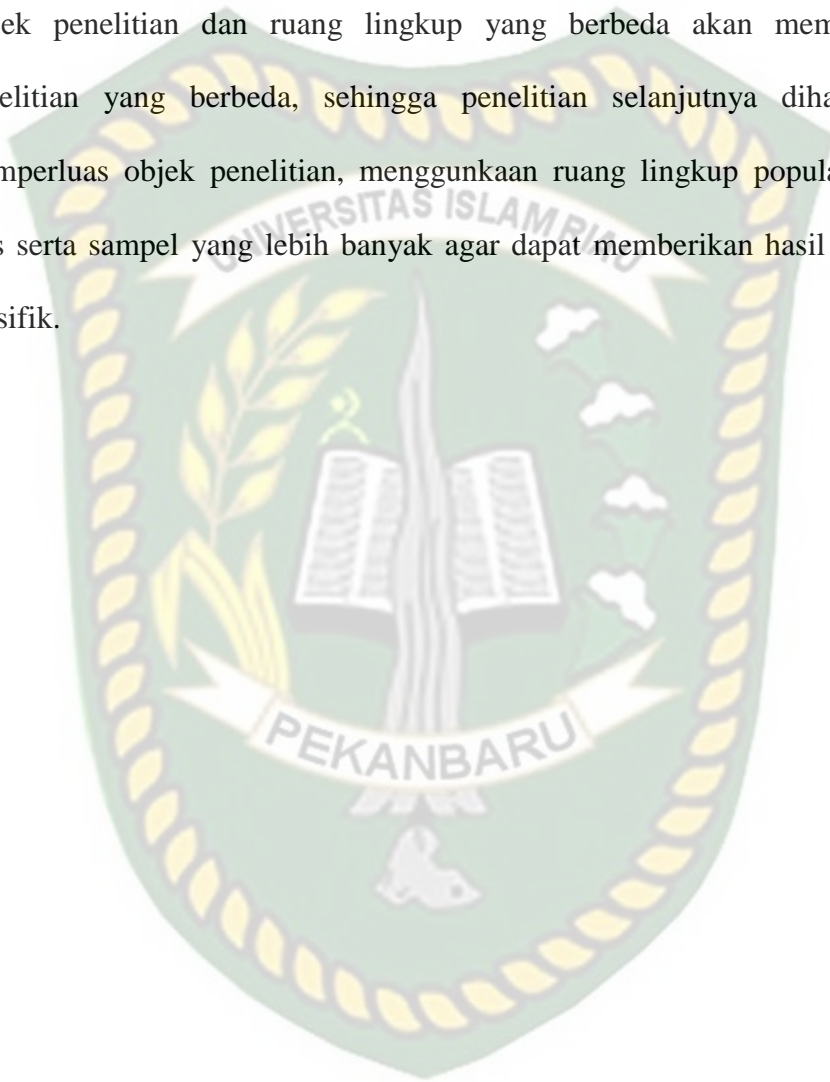 jek penelitian dan ruang lingkup yang berbeda akan mem
elitian yang berbeda, sehingga penelitian selanjutnya diha
mperluas objek penelitian, menggunkaan ruang lingkup popula
s serta sampel yang lebih banyak agar dapat memberikan hasil
sifik.
UNIVERSITAS ISLAM RIAU
PEKANBARU